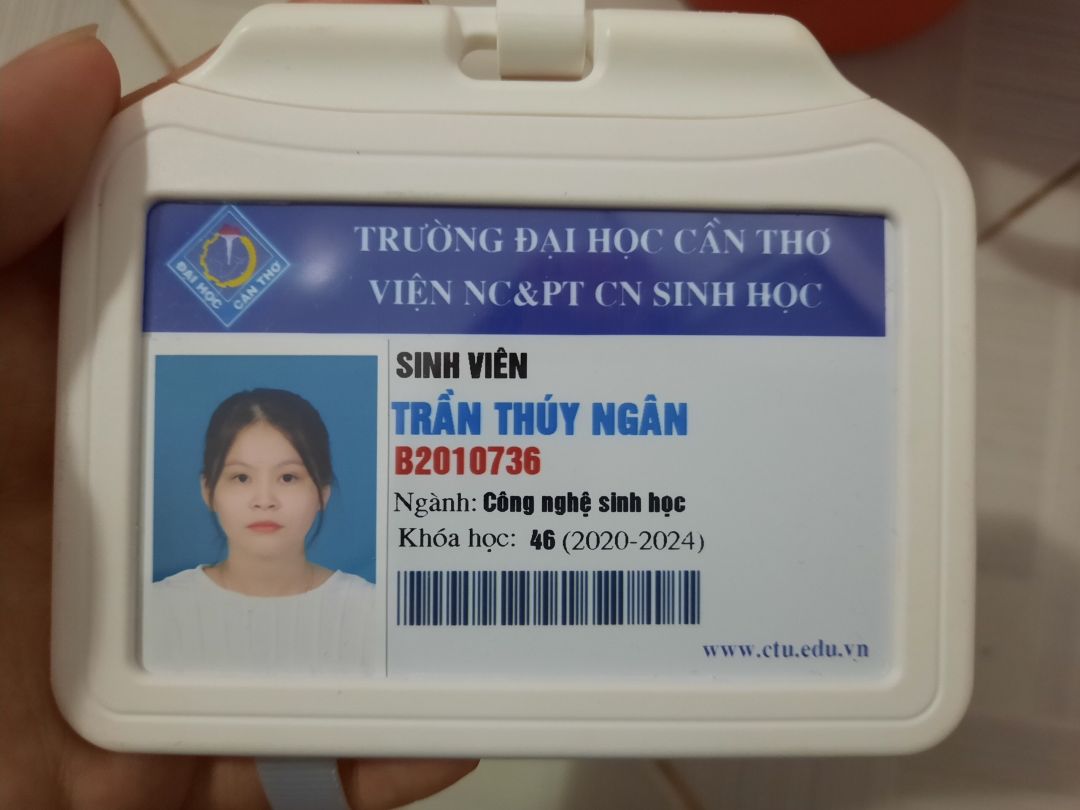 TRƯỜNG ĐẠI HỌC CẦN THƠ
VIỆN NC&PT CN SINH HỌC
ĐẠI HỌC CẦN THƠ
SINH VIÊN
TRẦN THÚY NGÂN
B2010736
Ngành: Công nghệ sinh học
Khóa học: 46 (2020-2024)
www.ctu.edu.vn